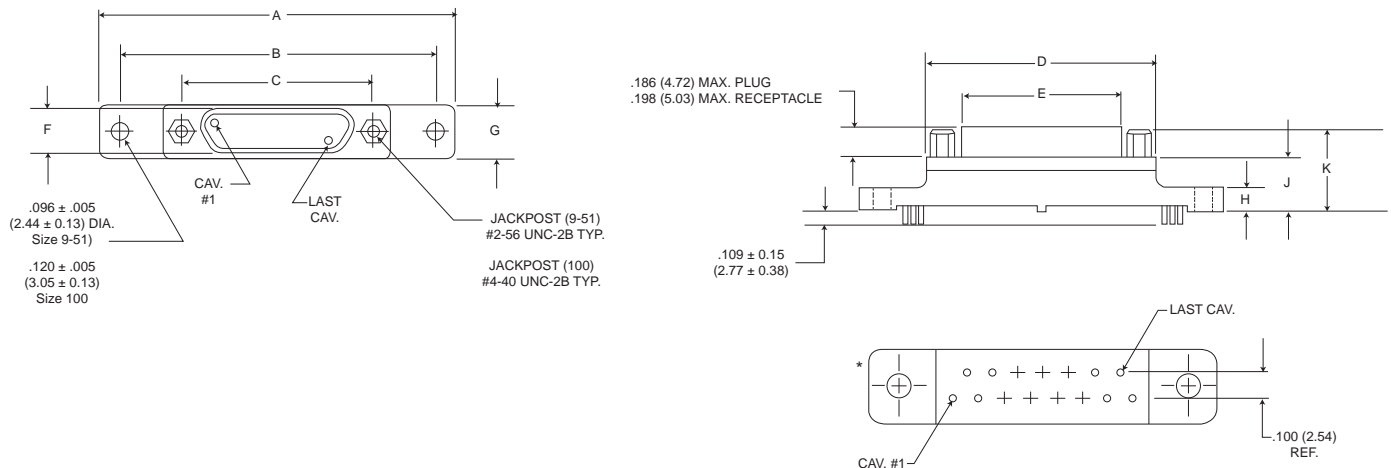 A
B
C
F
G
CAV.
#1
LAST
CAV.
.096 ± .005
(2.44 ± 0.13) DIA.
Size 9-51)
.120 ± .005
(3.05 ± 0.13)
Size 100
JACKPOST (9-51)
#2-56 UNC-2B TYP.
JACKPOST (100)
#4-40 UNC-2B TYP.
D
E
.186 (4.72) MAX. PLUG
.198 (5.03) MAX. RECEPTACLE
K
J
H
.109 ± 0.15
(2.77 ± 0.38)
LAST CAV.
*
CAV. #1
.100 (2.54)
REF.